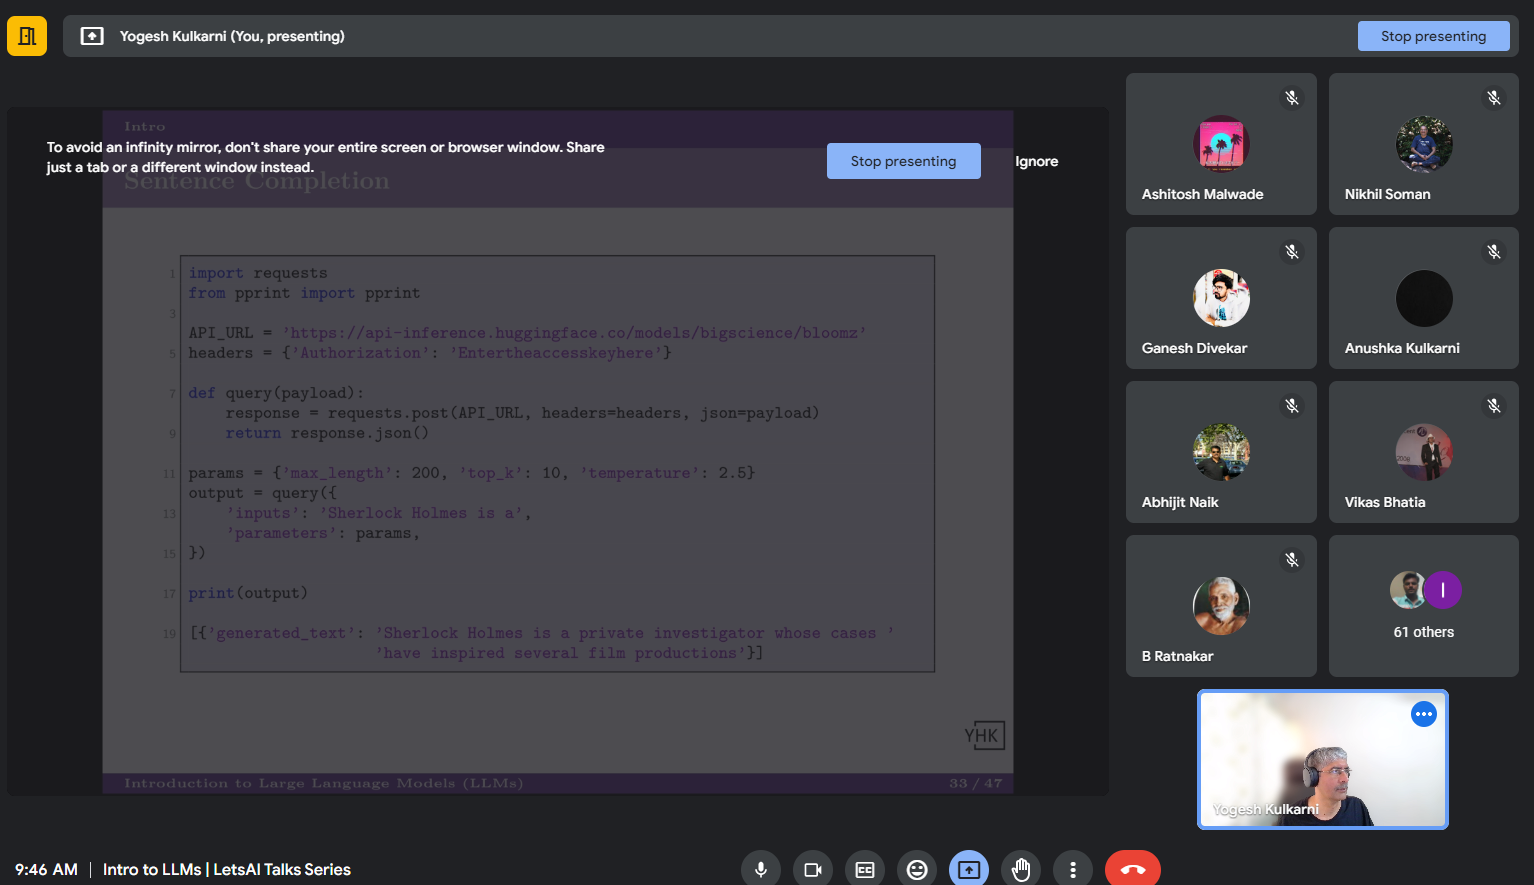 Yogesh Kulkarni (You, presenting)
Stop presenting
Intro
To avoid an infinity mirror, don't share your entire screen or browser window. Share
just a tab or a different window instead.
Stop presenting
Ignore
Sentence Completion
1 import requests
from pprint import pprint
3
API_URL = 'https://api-inference.huggingface.co/models/bigscience/bloomz'
5 headers = {'Authorization': 'Entertheaccesskeyhere'}
7 def query(payload):
response = requests.post(API_URL, headers=headers, json=payload)
9 return response.json()
11 params = {'max_length': 200, 'top_k': 10, 'temperature': 2.5}
output = query({
13 'inputs': 'Sherlock Holmes is a',
'parameters': params,
15 })
17 print(output)
19 [{'generated_text': 'Sherlock Holmes is a private investigator whose cases '
'have inspired several film productions'}]
YHK
Introduction to Large Language Models (LLMs)
33 / 47
Ashitosh Malwade
Nikhil Soman
Ganesh Divekar
Anushka Kulkarni
Abhijit Naik
Vikas Bhatia
B Ratnakar
I
61 others
Yogesh Kulkarni
9:46 AM | Intro to LLMs | LetsAI Talks Series